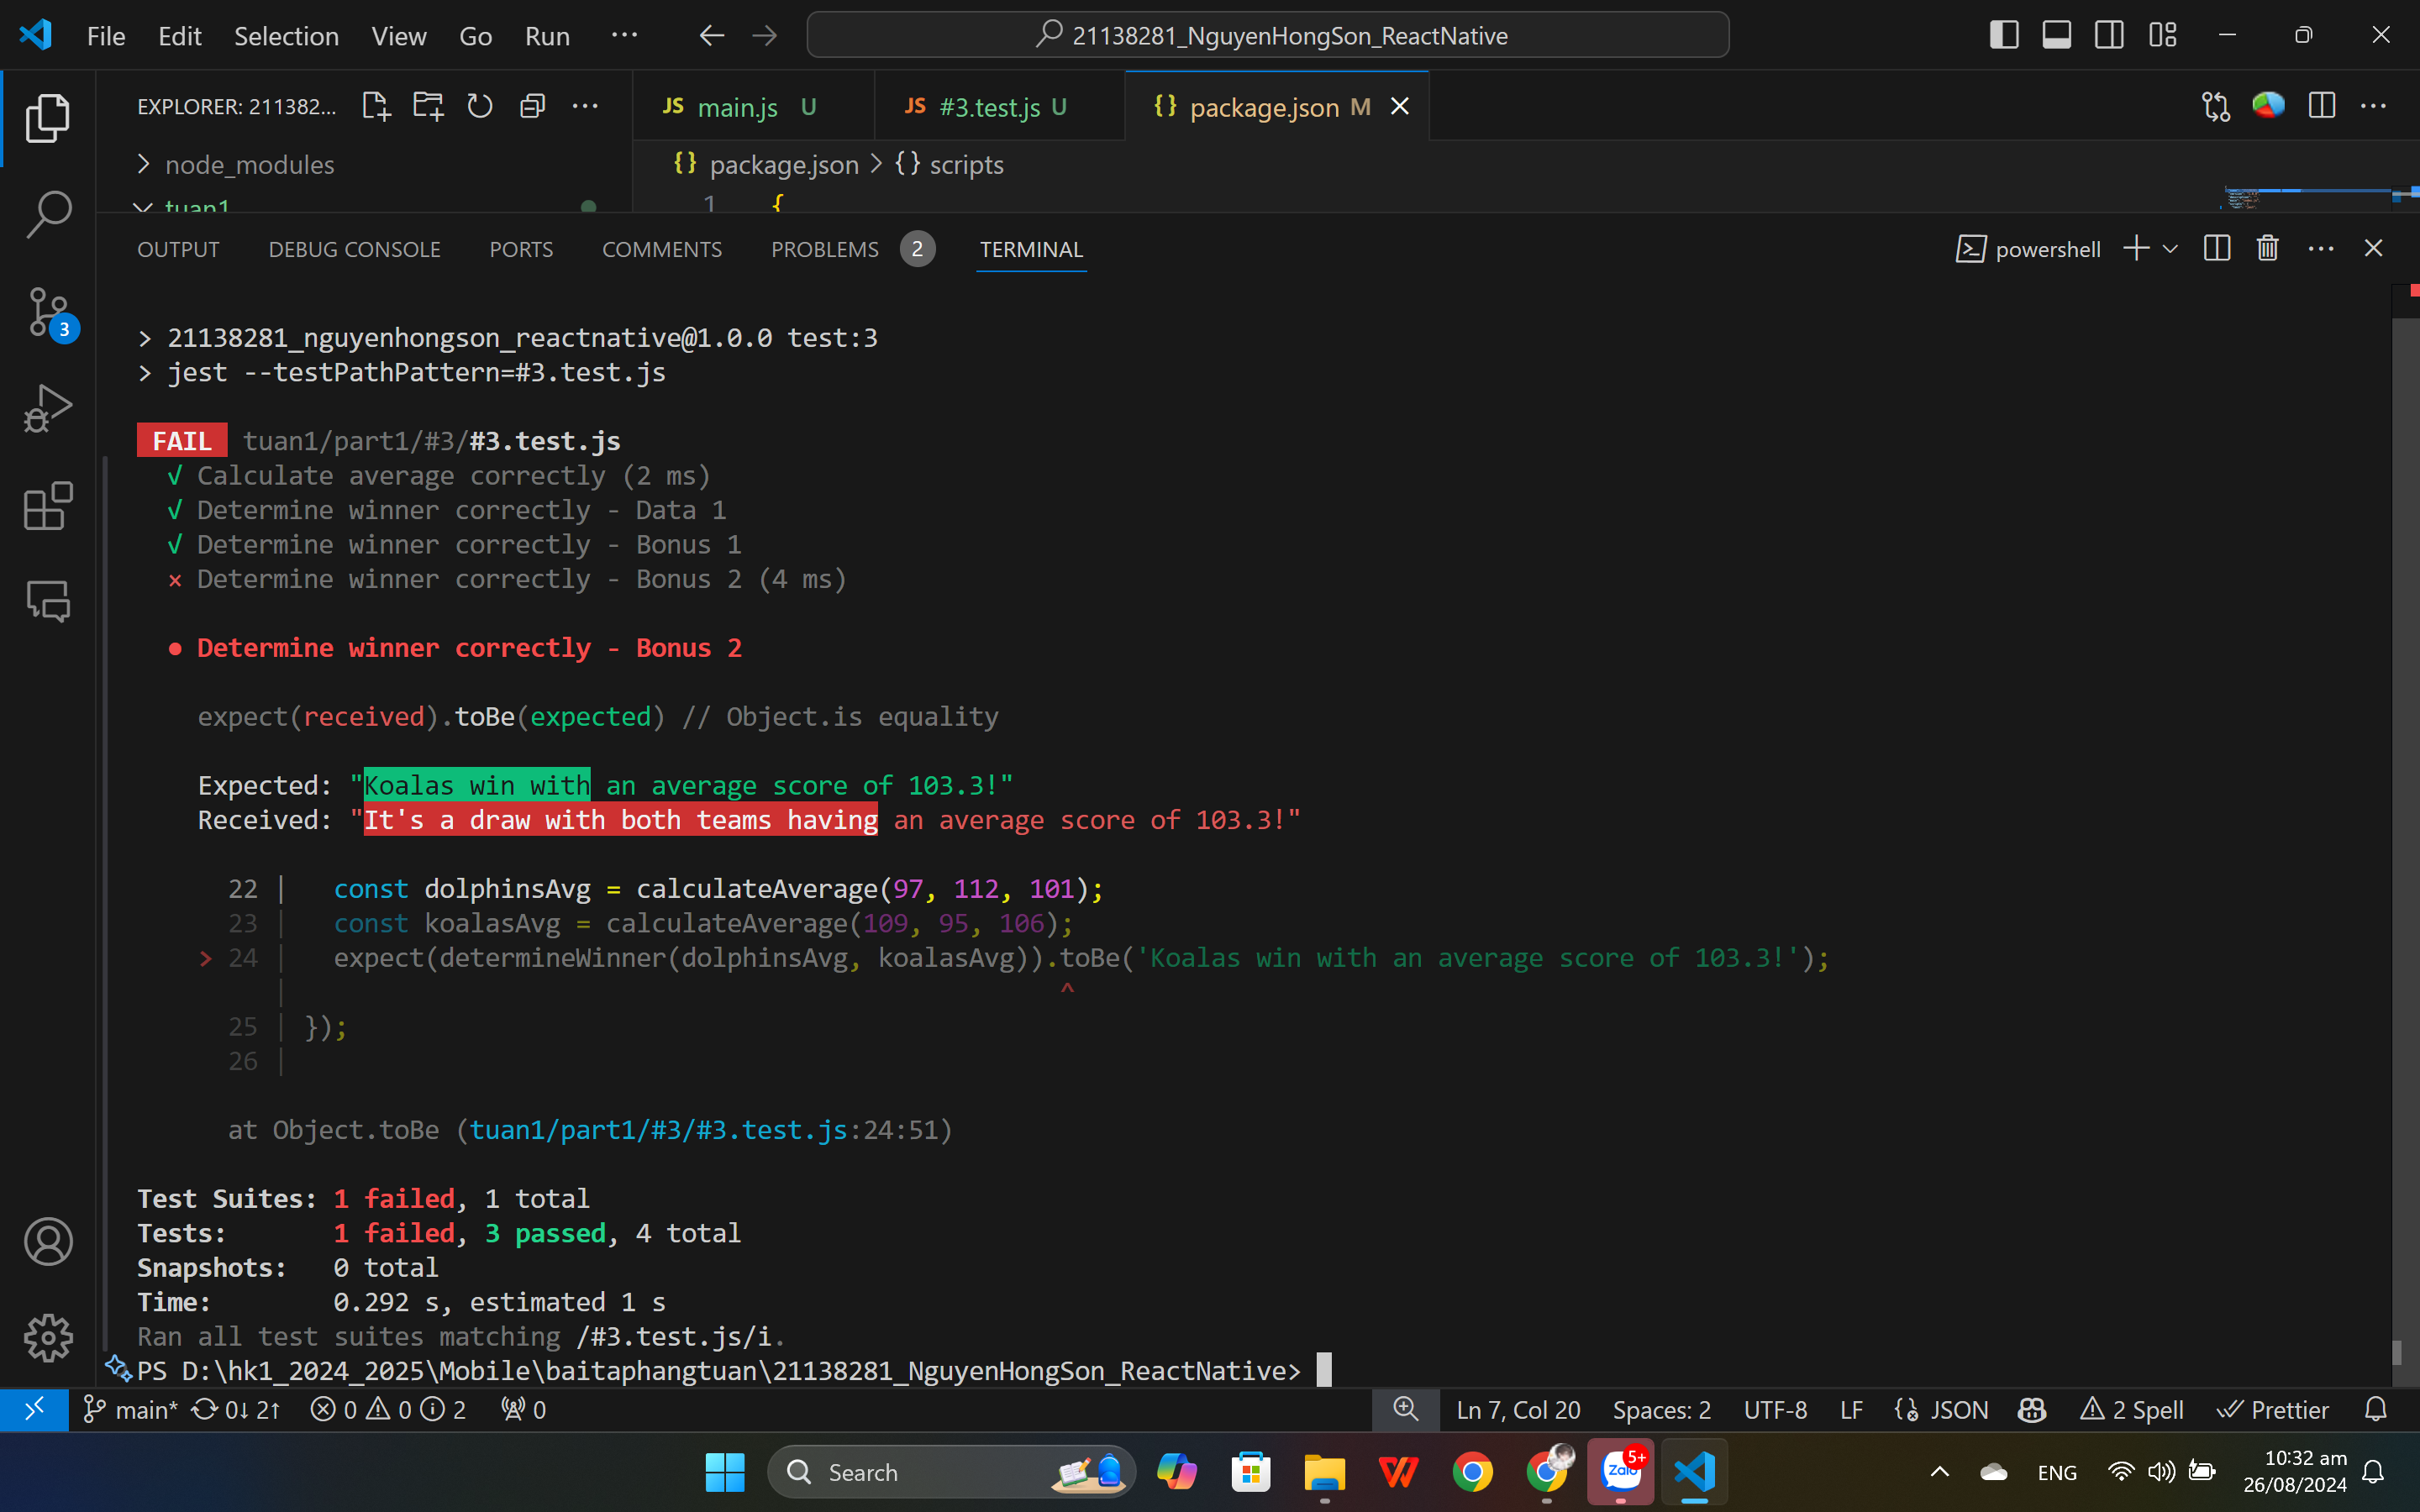 File Edit Selection View Go Run ··· 21138281_NguyenHongSon_ReactNative
EXPLORER: 211382... JS main.js U JS #3.test.js U {} package.json M
node_modules {} package.json > {} scripts
tuan1 1 {
OUTPUT DEBUG CONSOLE PORTS COMMENTS PROBLEMS 2 TERMINAL powershell
3
> 21138281_nguyenhongson_reactnative@1.0.0 test:3
> jest --testPathPattern=#3.test.js
FAIL tuan1/part1/#3/#3.test.js
√ Calculate average correctly (2 ms)
√ Determine winner correctly - Data 1
√ Determine winner correctly - Bonus 1
× Determine winner correctly - Bonus 2 (4 ms)
● Determine winner correctly - Bonus 2
expect(received).toBe(expected) // Object.is equality
Expected: "Koalas win with an average score of 103.3!"
Received: "It's a draw with both teams having an average score of 103.3!"
22 | const dolphinsAvg = calculateAverage(97, 112, 101);
23 | const koalasAvg = calculateAverage(109, 95, 106);
> 24 | expect(determineWinner(dolphinsAvg, koalasAvg)).toBe('Koalas win with an average score of 103.3!');
| ^
25 | });
26 |
at Object.toBe (tuan1/part1/#3/#3.test.js:24:51)
Test Suites: 1 failed, 1 total
Tests: 1 failed, 3 passed, 4 total
Snapshots: 0 total
Time: 0.292 s, estimated 1 s
Ran all test suites matching /#3.test.js/i.
PS D:\hk1_2024_2025\Mobile\baitaphangtuan\21138281_NguyenHongSon_ReactNative>
main* 0↓ 2↑ 0 0 2 0 Ln 7, Col 20 Spaces: 2 UTF-8 LF JSON 2 Spell Prettier
Search Zalo 5+ ENG 10:32 am
26/08/2024